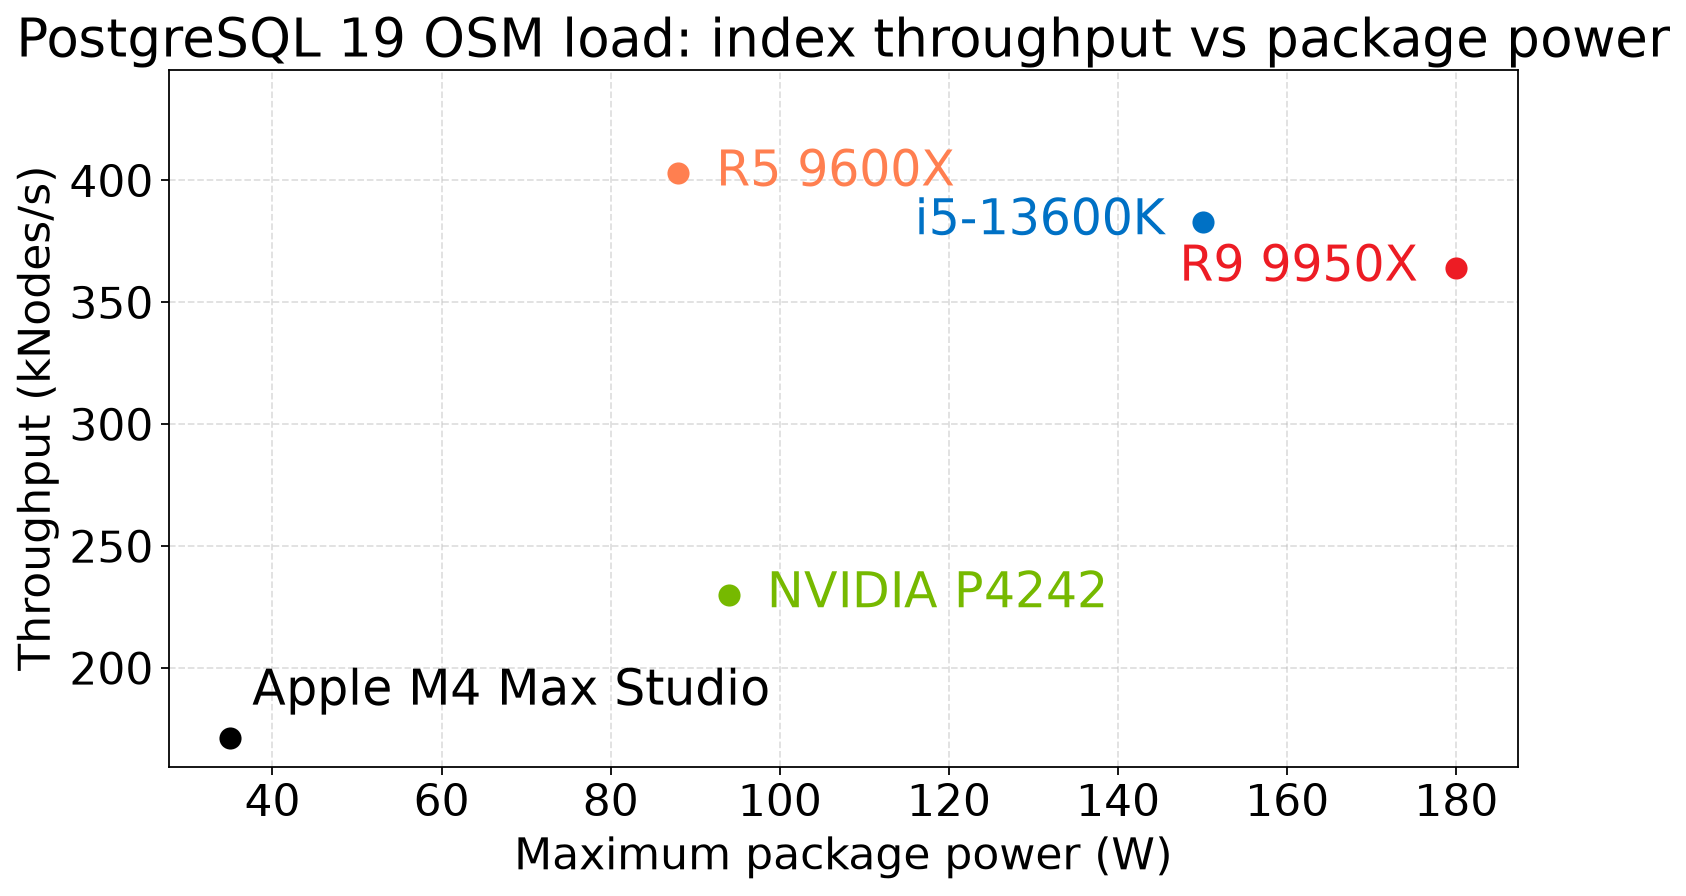 PostgreSQL 19 OSM load: index throughput vs package power
Throughput (kNodes/s)
400
350
300
250
200
R5 9600X
i5-13600K
R9 9950X
NVIDIA P4242
Apple M4 Max Studio
40 60 80 100 120 140 160 180
Maximum package power (W)